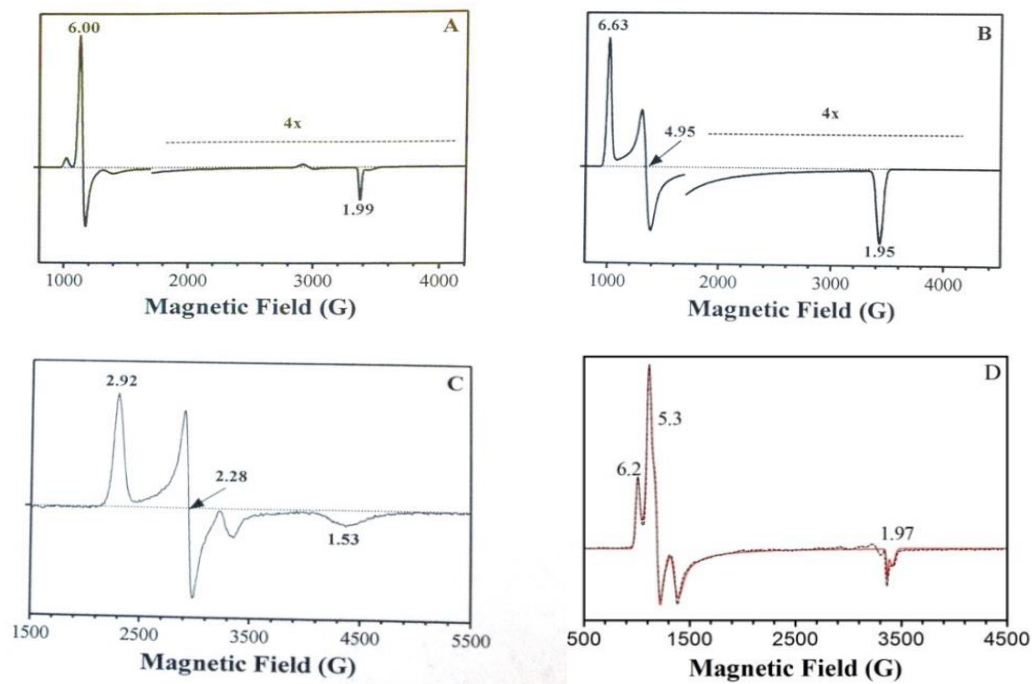 A
6.00
4x
1.99
1000 2000 3000 4000
Magnetic Field (G)
B
6.63
4.95
4x
1.95
1000 2000 3000 4000
Magnetic Field (G)
C
2.92
2.28
1.53
1500 2500 3500 4500 5500
Magnetic Field (G)
D
5.3
6.2
1.97
500 1500 2500 3500 4500
Magnetic Field (G)